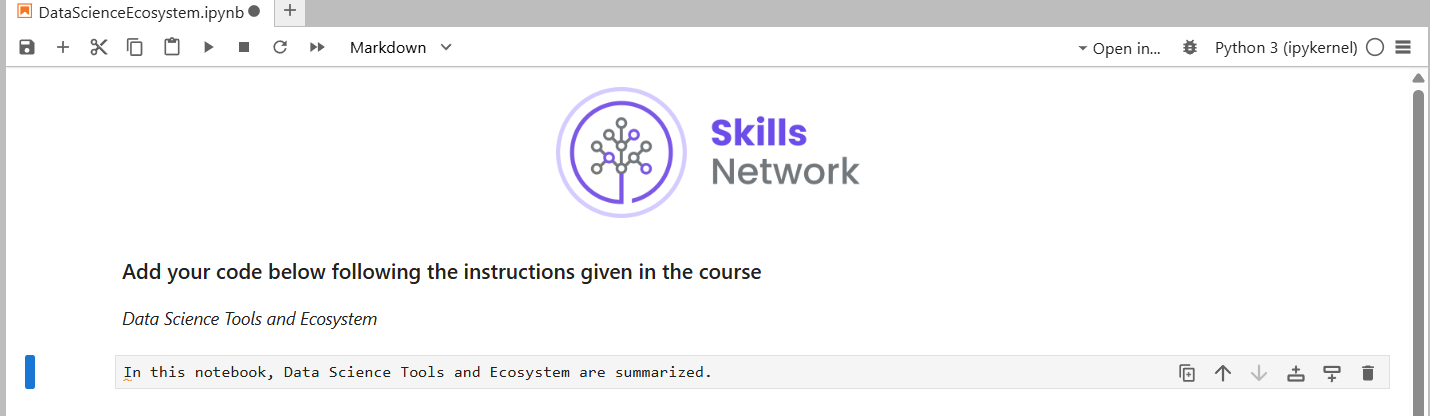 DataScienceEcosystem.ipynb
Markdown
Open in...
Python 3 (ipykernel)
Skills
Network
Add your code below following the instructions given in the course
Data Science Tools and Ecosystem
In this notebook, Data Science Tools and Ecosystem are summarized.